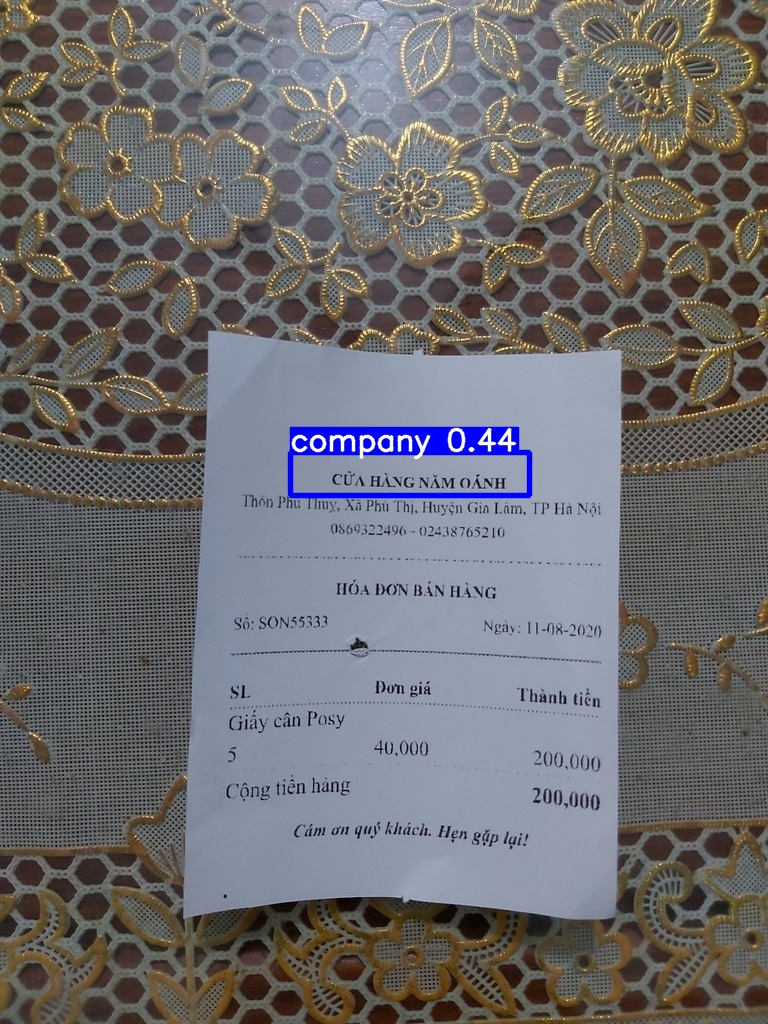 company 0.44
CỬA HÀNG NĂM OÁNH
Thôn Phú Thuỵ, Xã Phú Thị, Huyện Gia Lâm, TP Hà Nội
0869322496 - 02438765210
HÓA ĐƠN BÁN HÀNG
Số: SON55333 Ngày: 11-08-2020
SL Đơn giá Thành tiền
Giấy cân Posy
5 40,000 200,000
Cộng tiền hàng 200,000
Cám ơn quý khách. Hẹn gặp lại!